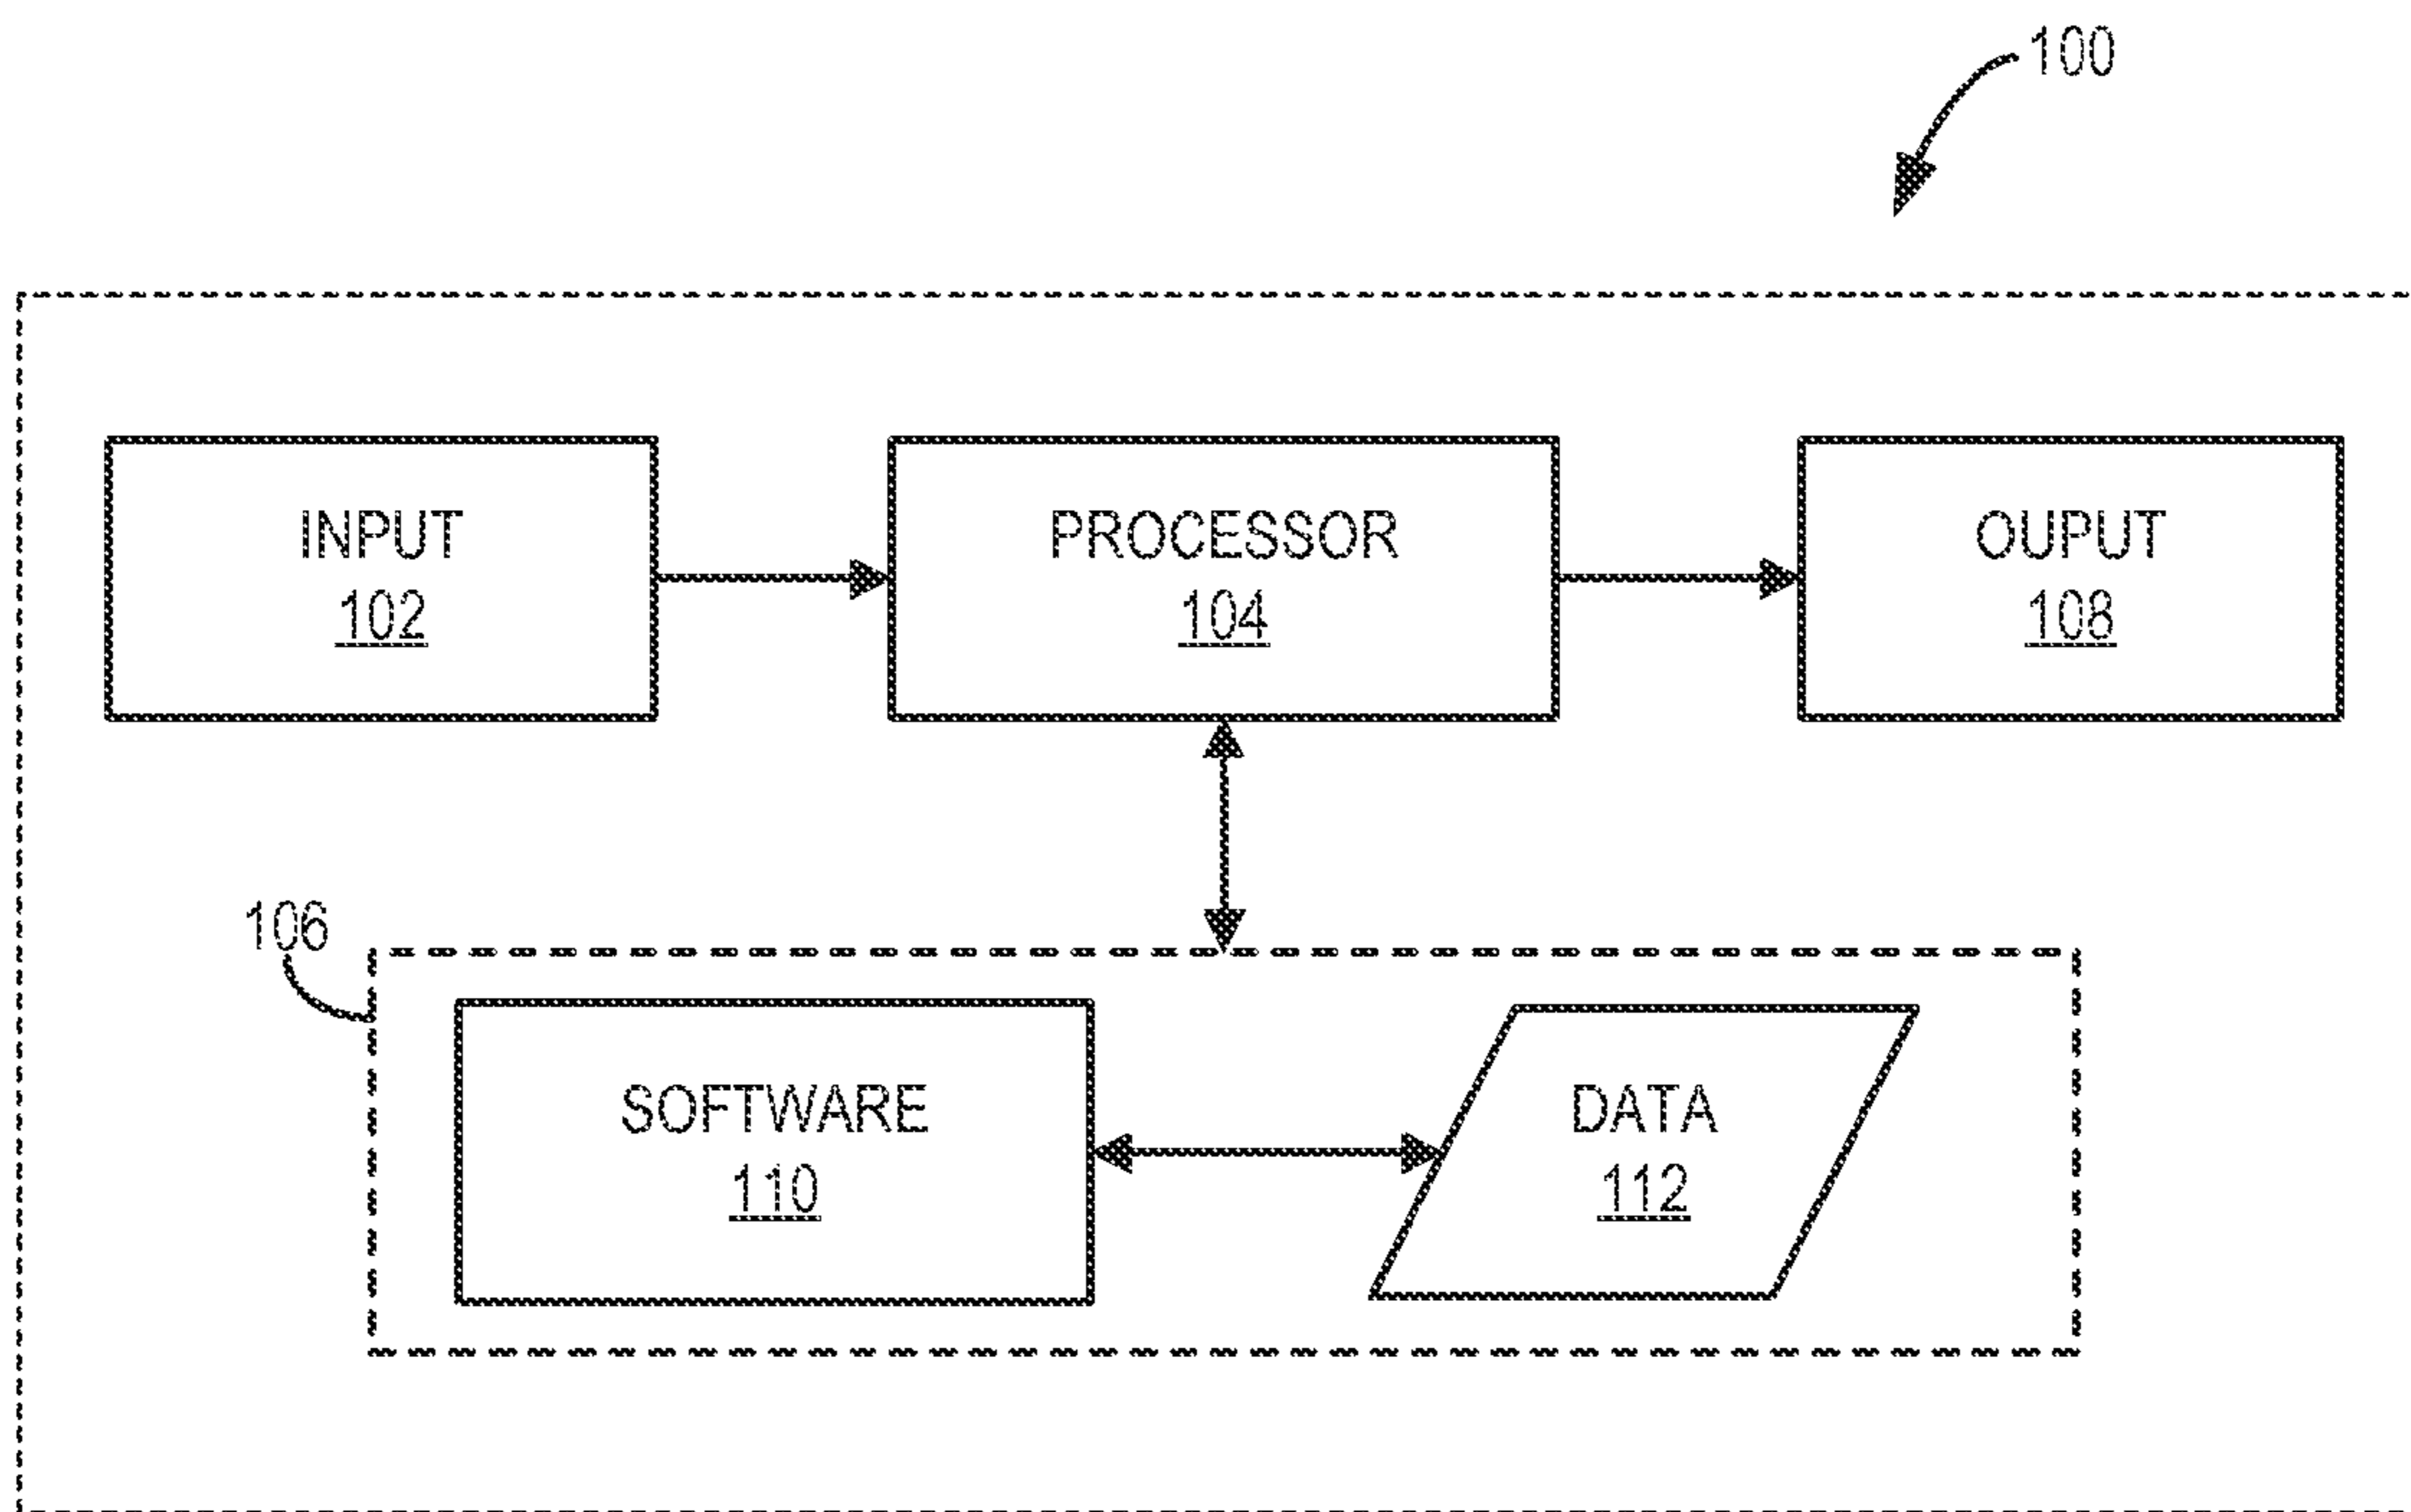 100
INPUT
102
PROCESSOR
104
OUPUT
108
106
SOFTWARE
110
DATA
112